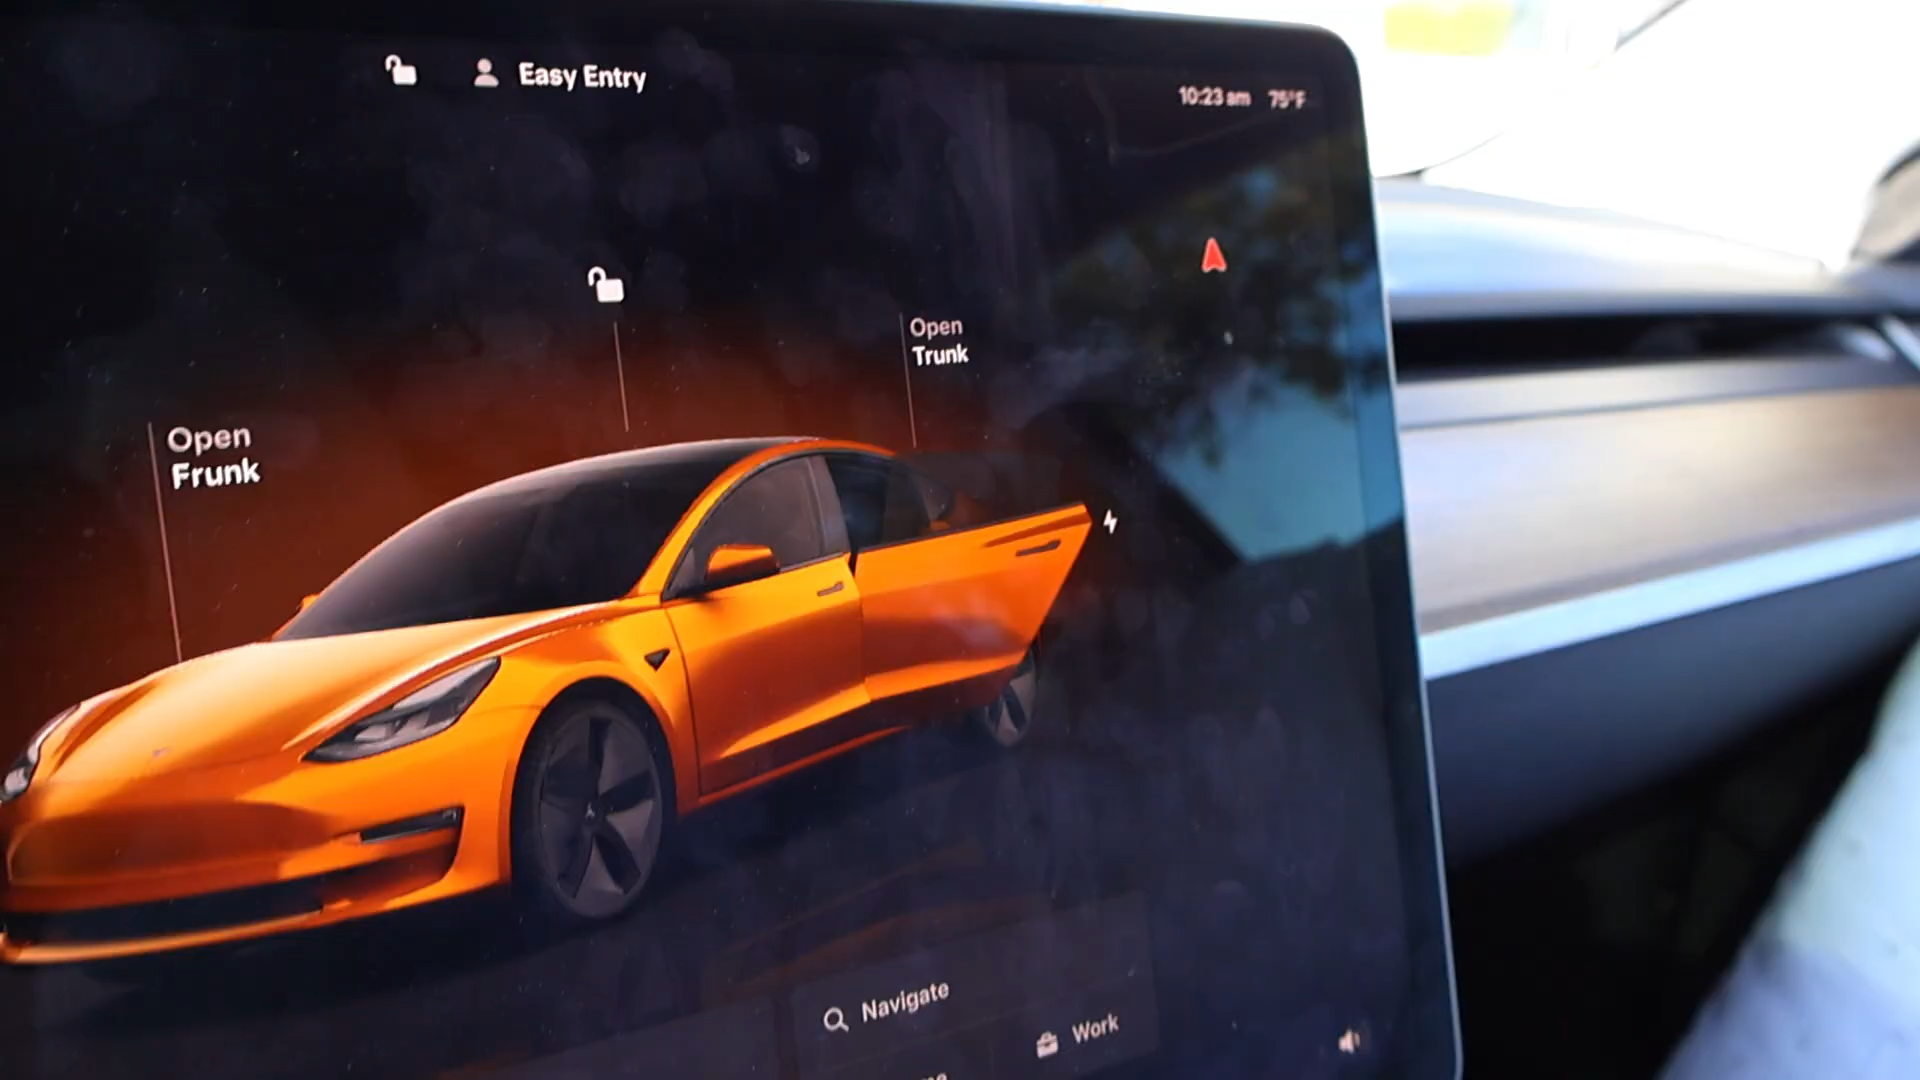 Easy Entry
10:23 am 75°F
Open
Trunk
Open
Frunk
Navigate
Work